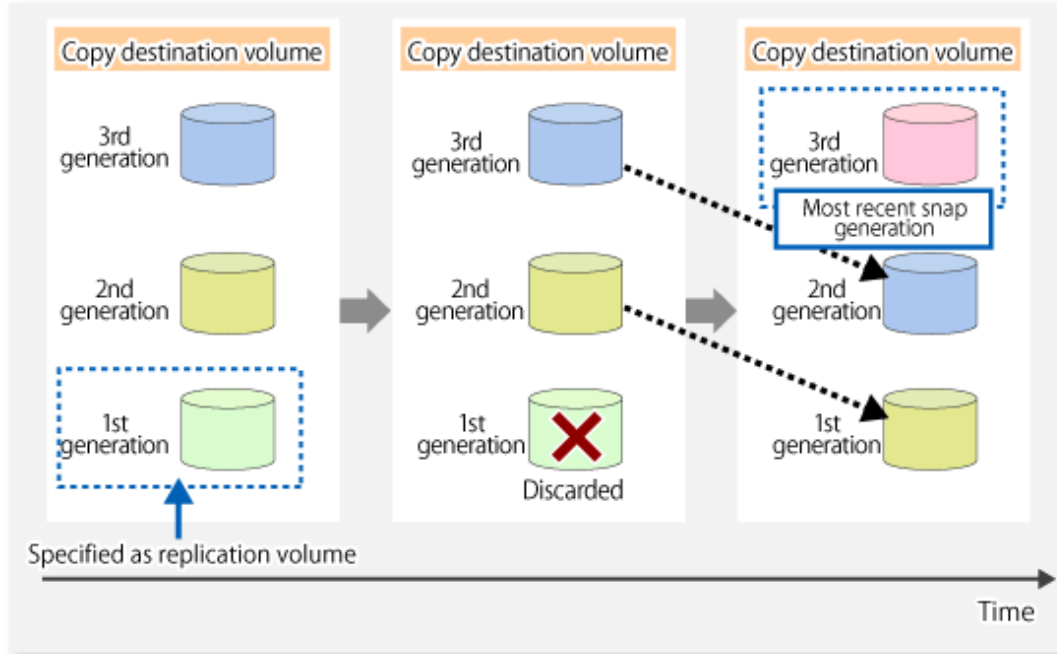 Copy destination volume
3rd
generation
2nd
generation
1st
generation
Specified as replication volume
Copy destination volume
3rd
generation
2nd
generation
1st
generation
Discarded
Copy destination volume
3rd
generation
Most recent snap
generation
2nd
generation
1st
generation
Time